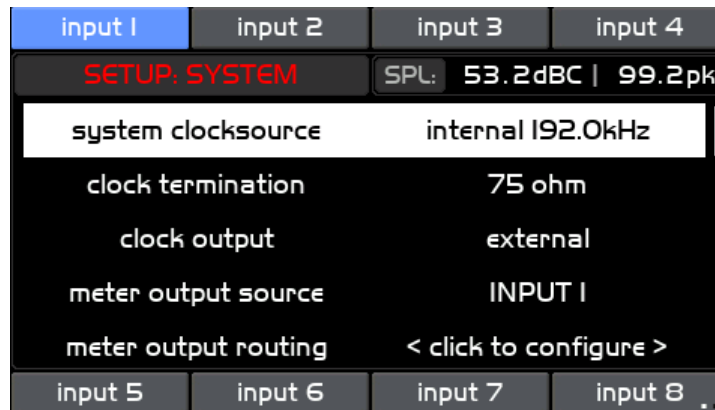 input 1 input 2 input 3 input 4
SETUP: SYSTEM SPL: 53.2dBC | 99.2pk
system clocksource internal 192.0kHz
clock termination 75 ohm
clock output external
meter output source INPUT 1
meter output routing < click to configure >
input 5 input 6 input 7 input 8